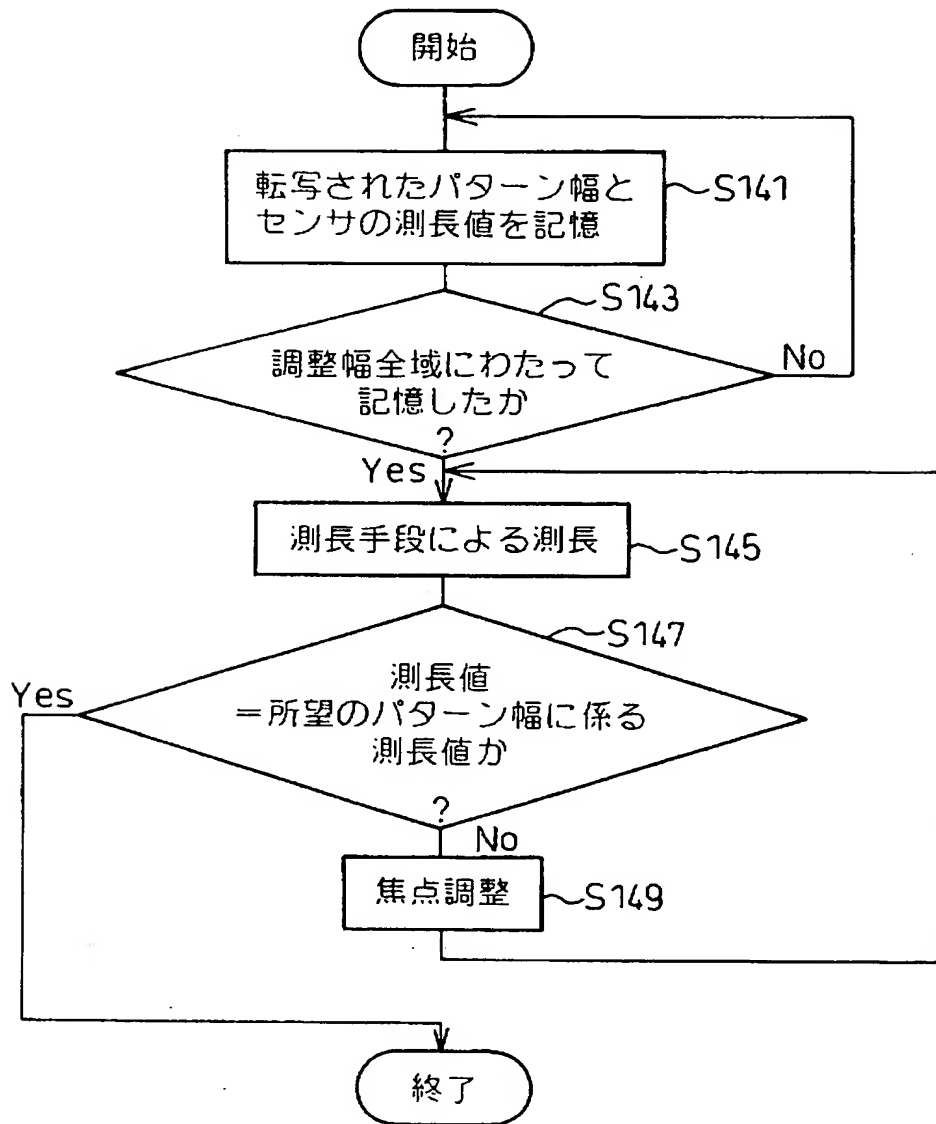 開始
転写されたパターン幅と
センサの測長値を記憶
S141
S143
調整幅全域にわたって
記憶したか
?
No
Yes
測長手段による測長
S145
S147
測長値
=所望のパターン幅に係る
測長値か
?
Yes
No
焦点調整
S149
終了